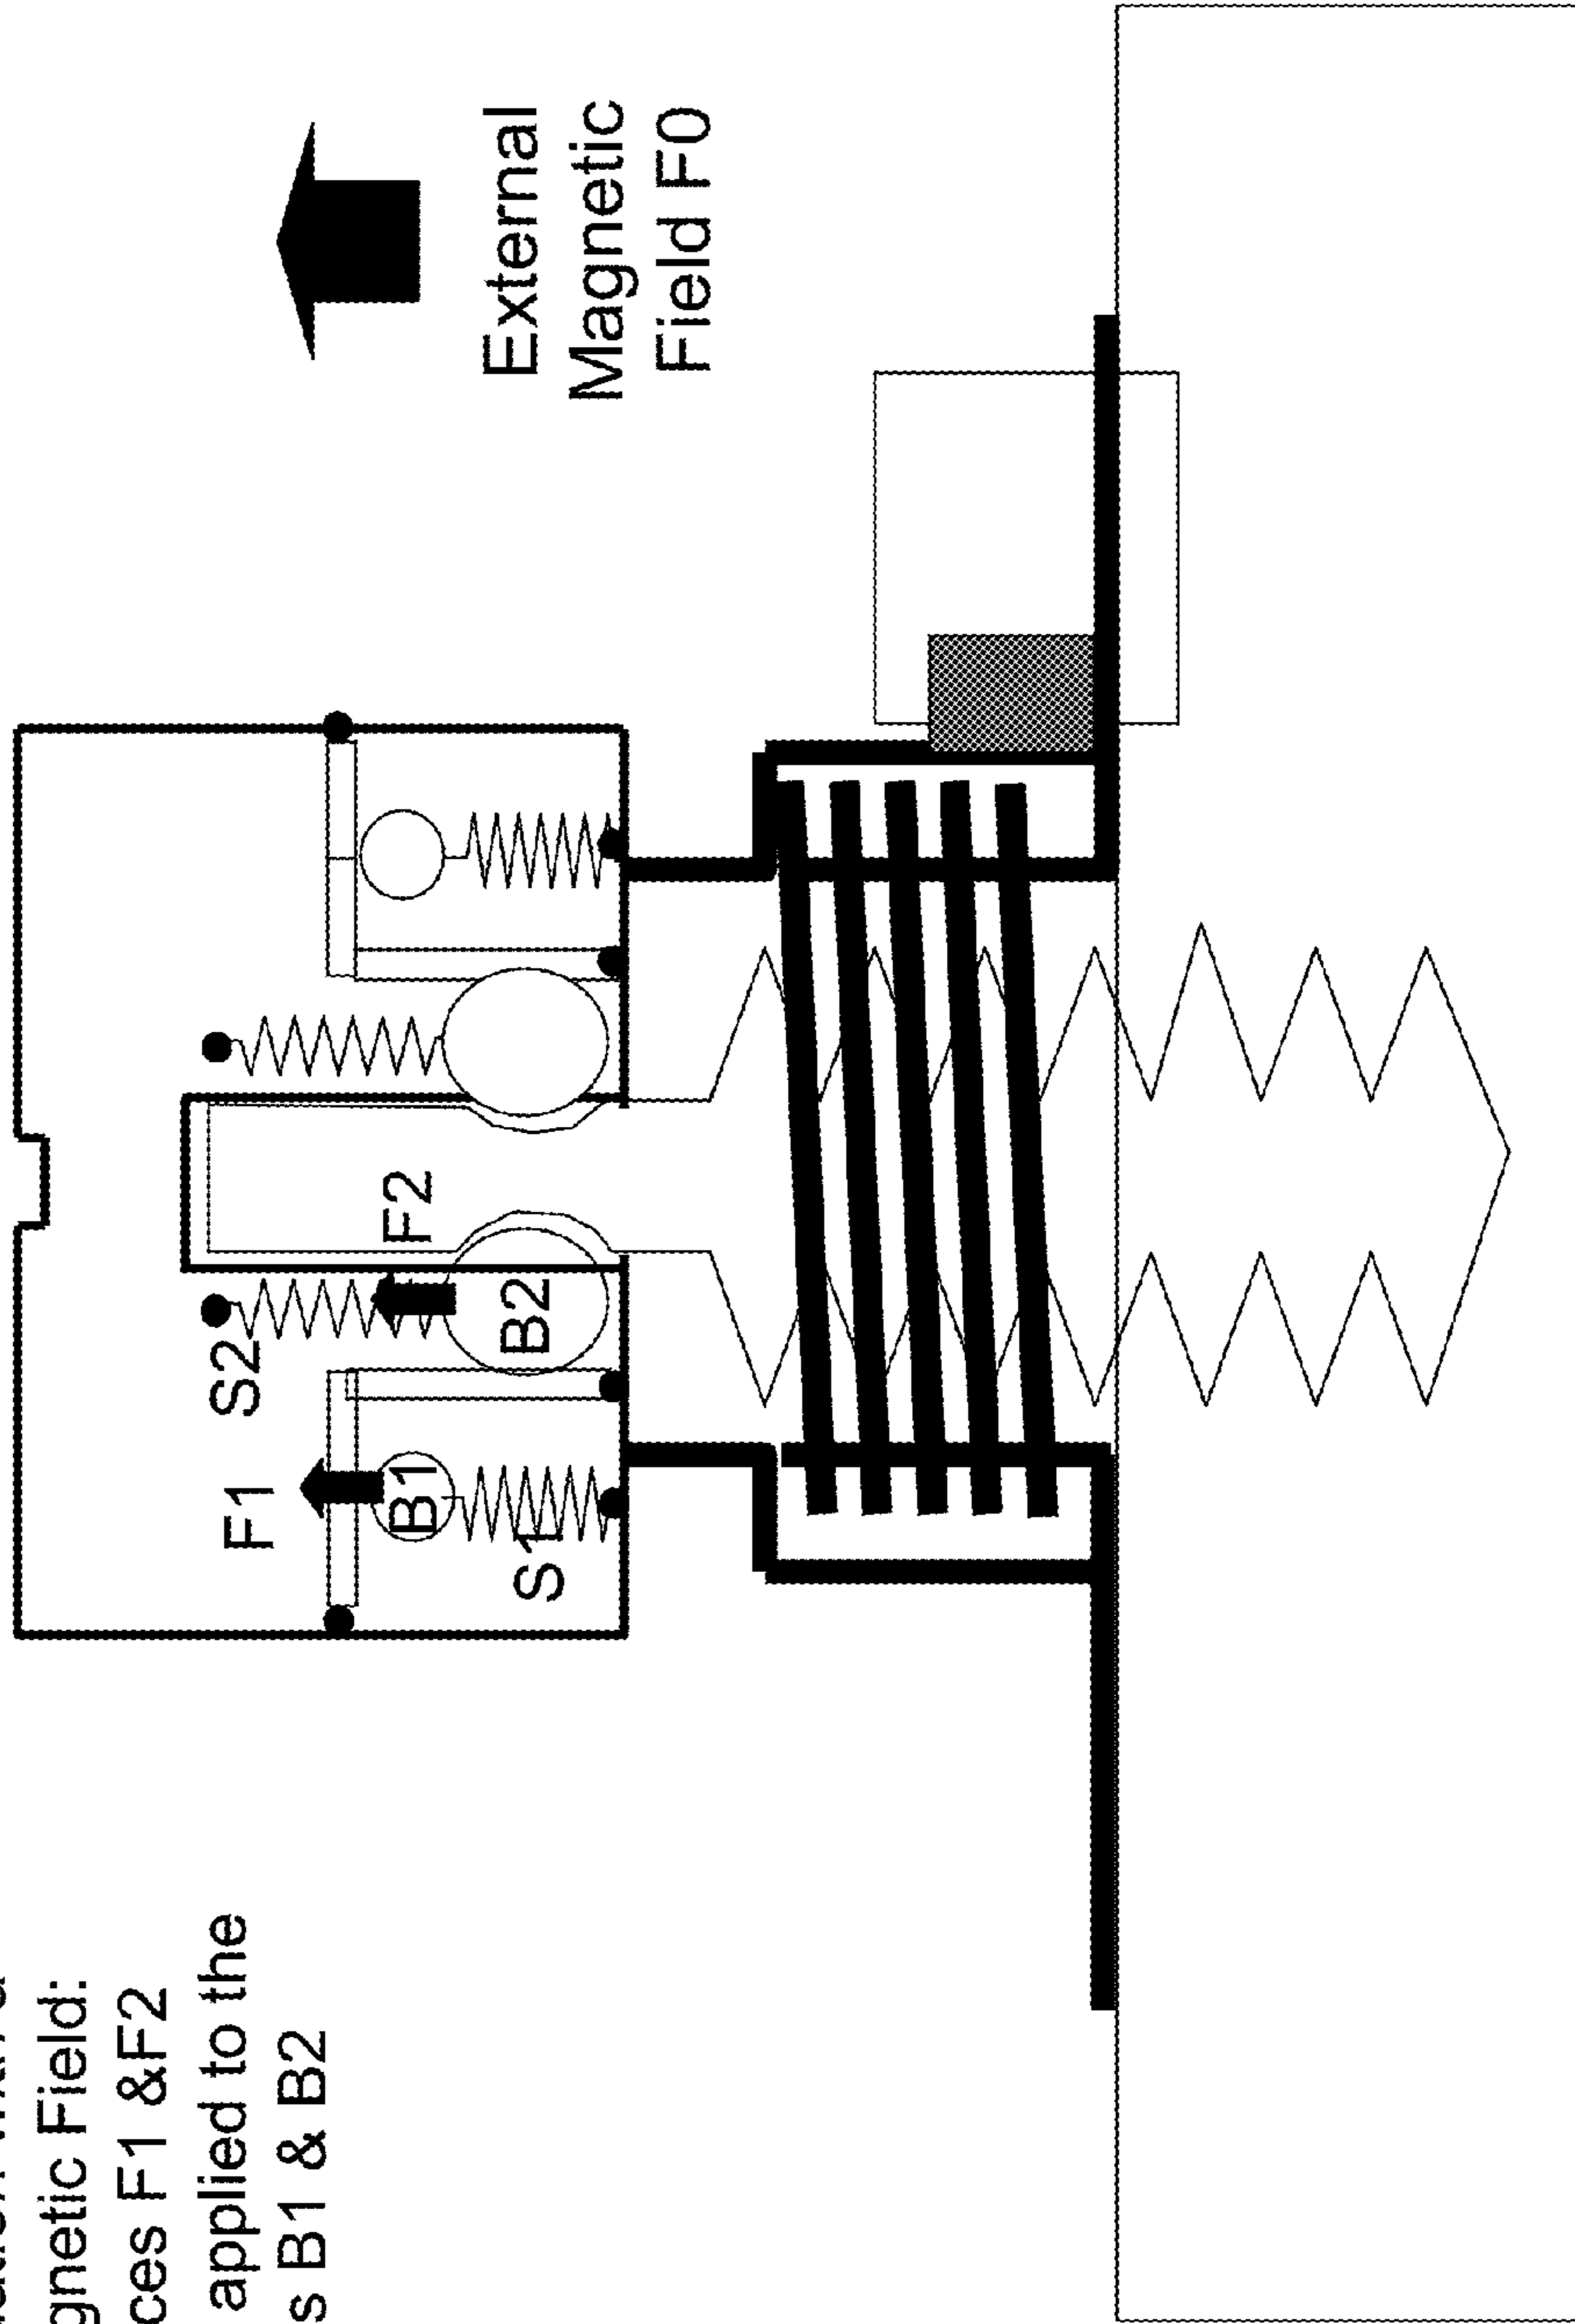 gnetic Field:
ces F1 &F2
applied to the
s B1 & B2
F1
S2
F2
B1
B2
S1
External
Magnetic
Field F0